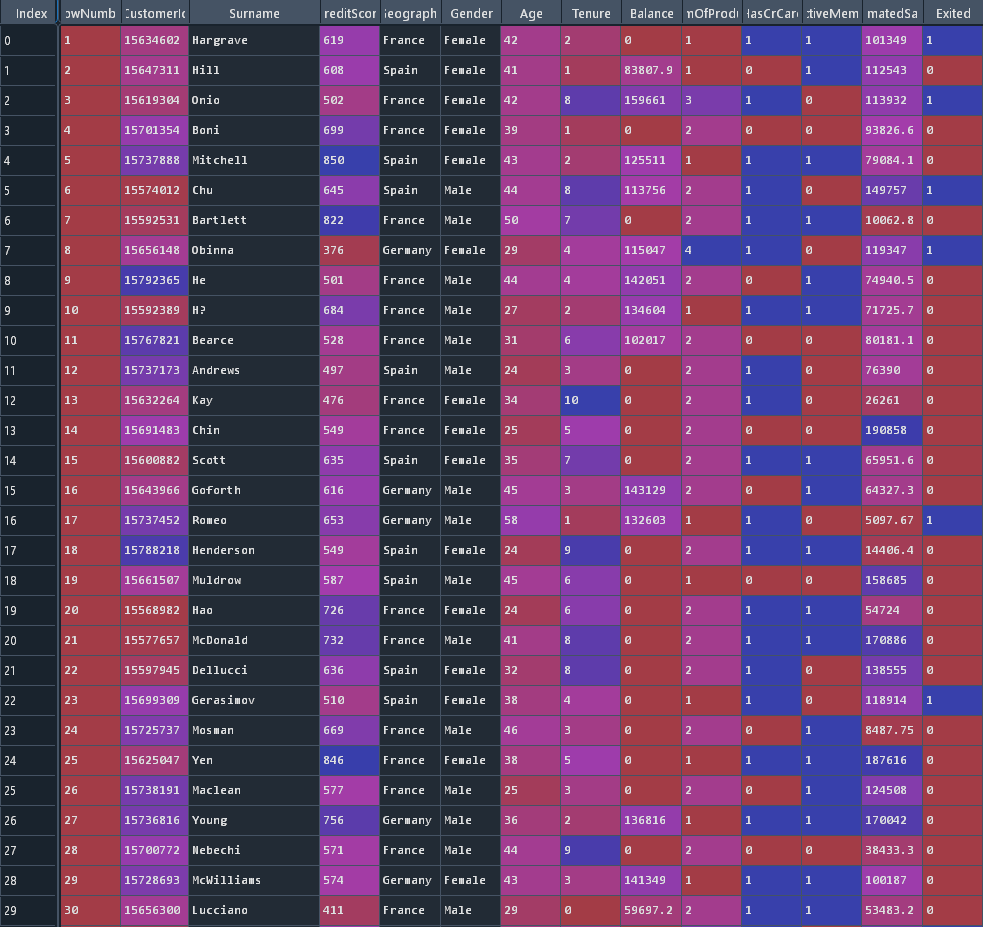 Index owNumb CustomerId Surname reditScor Geograph Gender Age Tenure Balance nOfProdu HasCrCar tiveMem matedSa Exited
0 1 15634602 Hargrave 619 France Female 42 2 0 1 1 1 101349 1
1 2 15647311 Hill 608 Spain Female 41 1 83807.9 1 0 1 112543 0
2 3 15619304 Onio 502 France Female 42 8 159661 3 1 0 113932 1
3 4 15701354 Boni 699 France Female 39 1 0 2 0 0 93826.6 0
4 5 15737888 Mitchell 850 Spain Female 43 2 125511 1 1 1 79084.1 0
5 6 15574012 Chu 645 Spain Male 44 8 113756 2 1 0 149757 1
6 7 15592531 Bartlett 822 France Male 50 7 0 2 1 1 10062.8 0
7 8 15656148 Obinna 376 Germany Female 29 4 115047 4 1 0 119347 1
8 9 15792365 He 501 France Male 44 4 142051 2 0 1 74940.5 0
9 10 15592389 H? 684 France Male 27 2 134604 1 1 1 71725.7 0
10 11 15767821 Bearce 528 France Male 31 6 102017 2 0 0 80181.1 0
11 12 15737173 Andrews 497 Spain Male 24 3 0 2 1 0 76390 0
12 13 15632264 Kay 476 France Female 34 10 0 2 1 0 26261 0
13 14 15691483 Chin 549 France Female 25 5 0 2 0 0 190858 0
14 15 15600882 Scott 635 Spain Female 35 7 0 2 1 1 65951.6 0
15 16 15643966 Goforth 616 Germany Male 45 3 143129 2 0 1 64327.3 0
16 17 15737452 Romeo 653 Germany Male 58 1 132603 1 1 0 5097.67 1
17 18 15788218 Henderson 549 Spain Female 24 9 0 2 1 1 14406.4 0
18 19 15661507 Muldrow 587 Spain Male 45 6 0 1 0 0 158685 0
19 20 15568982 Hao 726 France Female 24 6 0 2 1 1 54724 0
20 21 15577657 McDonald 732 France Male 41 8 0 2 1 1 170886 0
21 22 15597945 Dellucci 636 Spain Female 32 8 0 2 1 0 138555 0
22 23 15699309 Gerasimov 510 Spain Female 38 4 0 1 1 0 118914 1
23 24 15725737 Mosman 669 France Male 46 3 0 2 0 1 8487.75 0
24 25 15625047 Yen 846 France Female 38 5 0 1 1 1 187616 0
25 26 15738191 Maclean 577 France Male 25 3 0 2 0 1 124508 0
26 27 15736816 Young 756 Germany Male 36 2 136816 1 1 1 170042 0
27 28 15700772 Nebechi 571 France Male 44 9 0 2 0 0 38433.3 0
28 29 15728693 McWilliams 574 Germany Female 43 3 141349 1 1 1 100187 0
29 30 15656300 Lucciano 411 France Male 29 0 59697.2 2 1 1 53483.2 0